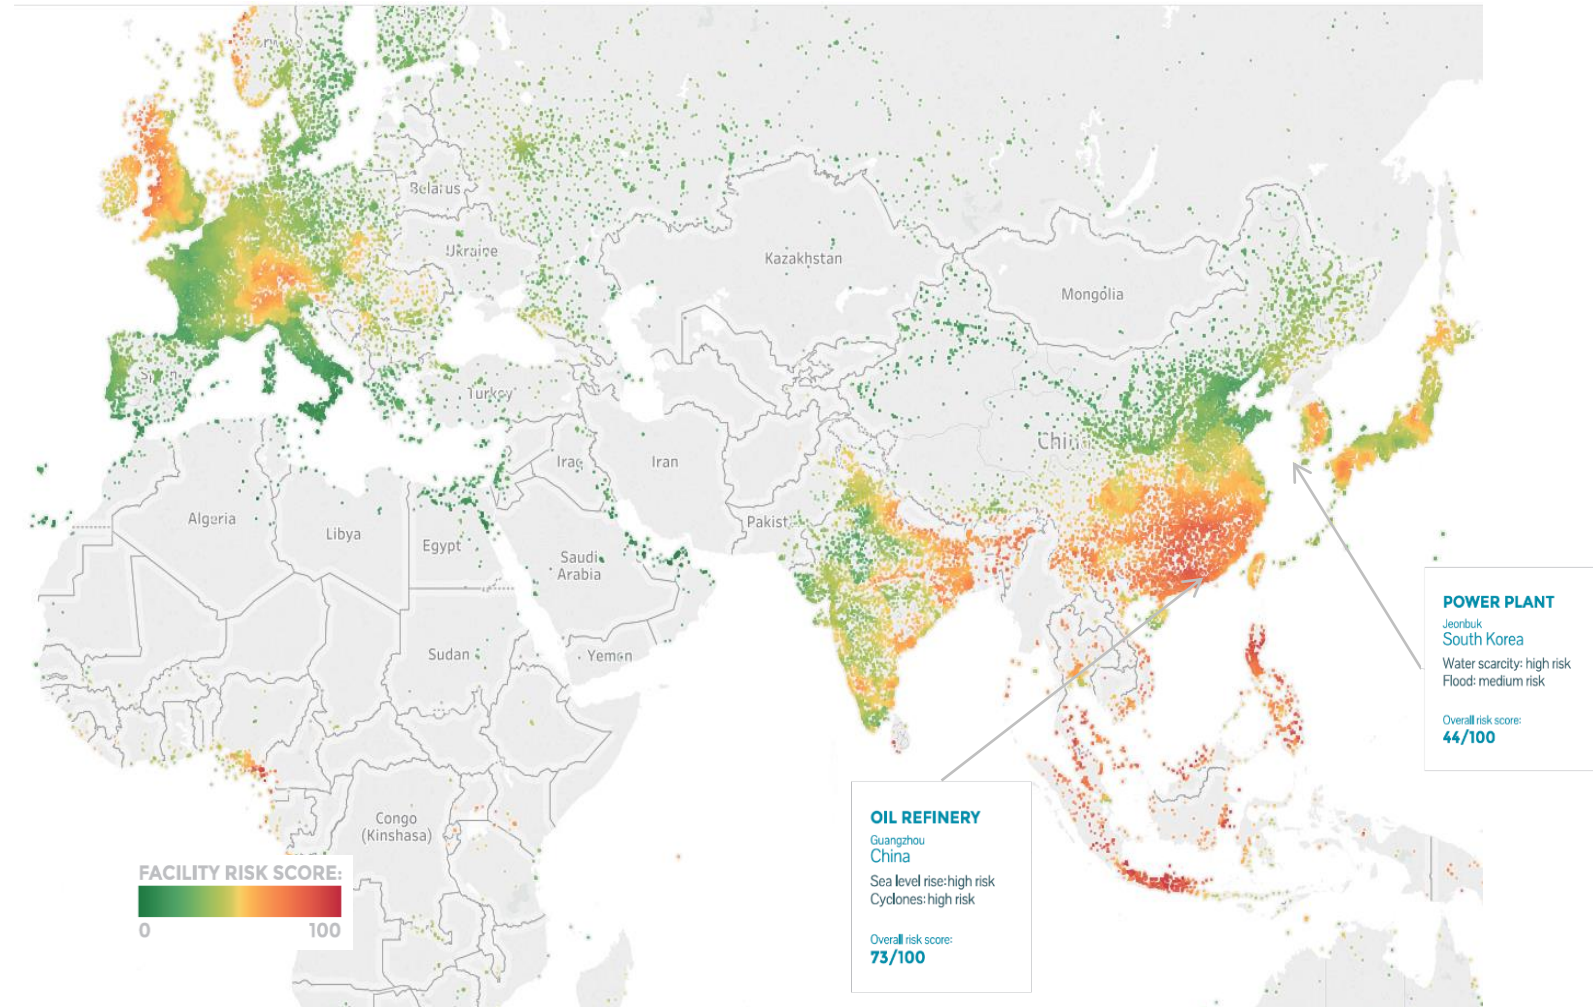 Belarus
Ukraine
Kazakhstan
Mongolia
Turkey
China
Iraq
Iran
Pakist
Algeria
Libya
Egypt
Saudi
Arabia
Sudan
Yemen
Congo
(Kinshasa)
FACILITY RISK SCORE:
0 100
OIL REFINERY
Guangzhou
China
Sea level rise:high risk
Cyclones:high risk
Overall risk score:
73/100
POWER PLANT
Jeonbuk
South Korea
Water scarcity: high risk
Flood: medium risk
Overall risk score:
44/100